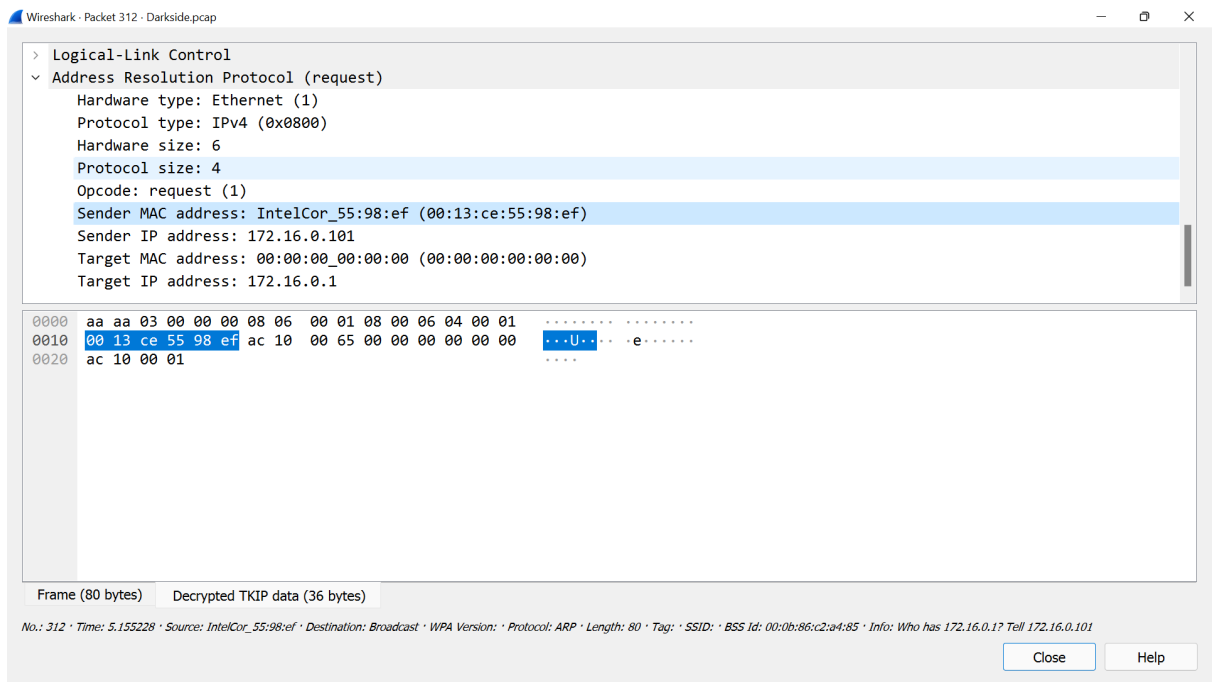 Wireshark · Packet 312 · Darkside.pcap
Logical-Link Control
Address Resolution Protocol (request)
Hardware type: Ethernet (1)
Protocol type: IPv4 (0x0800)
Hardware size: 6
Protocol size: 4
Opcode: request (1)
Sender MAC address: IntelCor_55:98:ef (00:13:ce:55:98:ef)
Sender IP address: 172.16.0.101
Target MAC address: 00:00:00_00:00:00 (00:00:00:00:00:00)
Target IP address: 172.16.0.1
0000 aa aa 03 00 00 00 08 06 00 01 08 00 06 04 00 01 ········ ········
0010 00 13 ce 55 98 ef ac 10 00 65 00 00 00 00 00 00 ···U···· ·e······
0020 ac 10 00 01 ····
Frame (80 bytes) Decrypted TKIP data (36 bytes)
No.: 312 · Time: 5.155228 · Source: IntelCor_55:98:ef · Destination: Broadcast · WPA Version: · Protocol: ARP · Length: 80 · Tag: · SSID: · BSS Id: 00:0b:86:c2:a4:85 · Info: Who has 172.16.0.1? Tell 172.16.0.101
Close Help